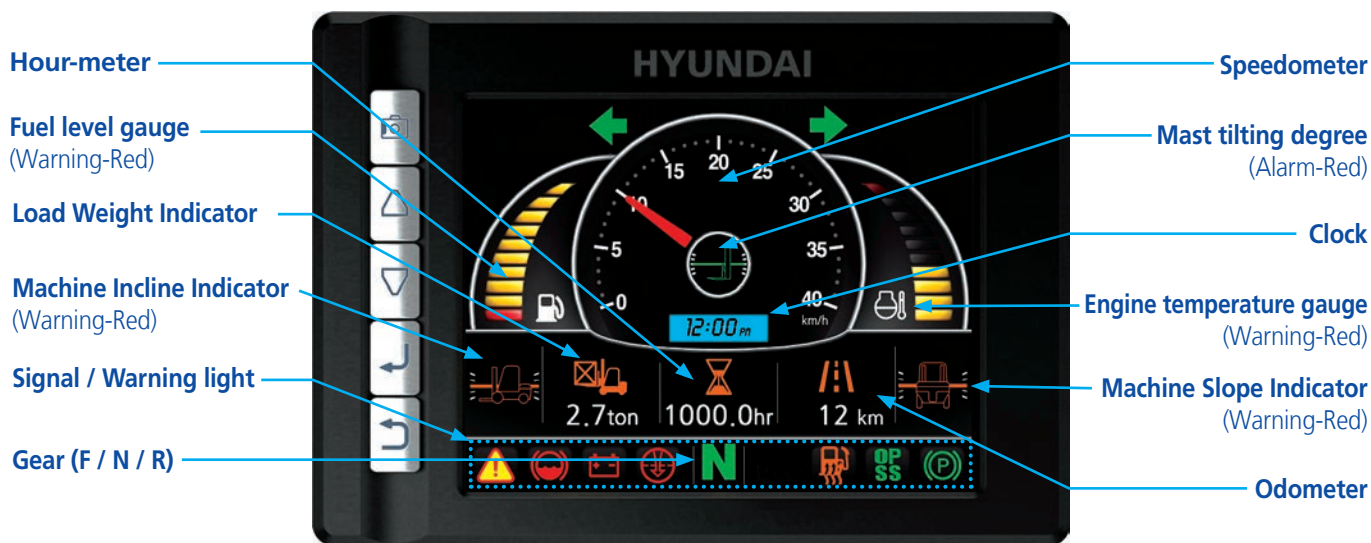 HYUNDAI
Hour-meter
Fuel level gauge
(Warning-Red)
Load Weight Indicator
Machine Incline Indicator
(Warning-Red)
Signal / Warning light
Gear (F / N / R)
Speedometer
Mast tilting degree
(Alarm-Red)
Clock
Engine temperature gauge
(Warning-Red)
Machine Slope Indicator
(Warning-Red)
Odometer
0
5
10
15
20
25
30
35
40
km/h
12:00 PM
2.7ton
1000.0hr
12 km
N
OP
SS
P